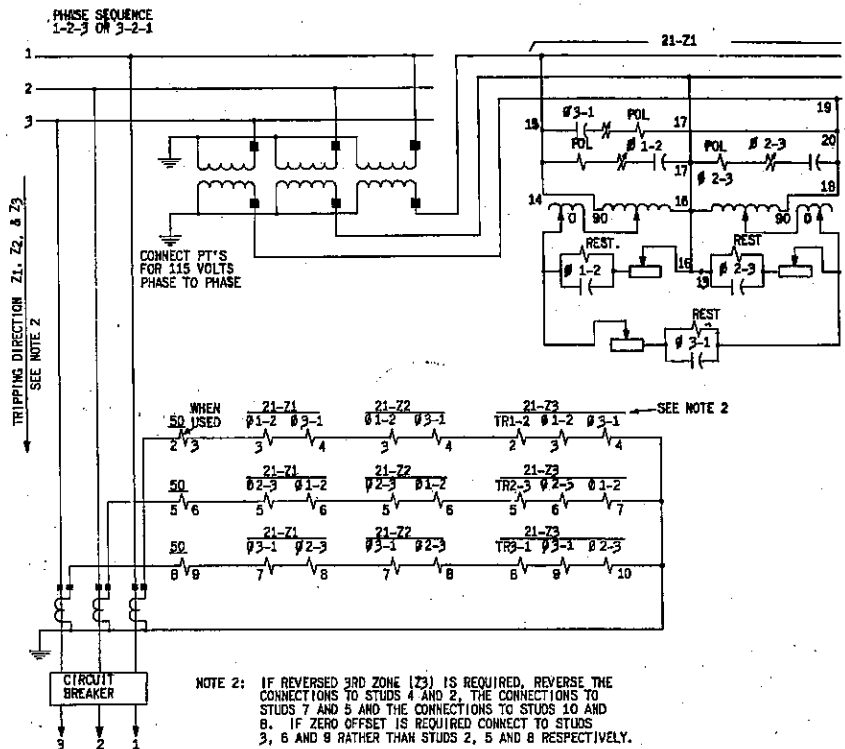 PHASE SEQUENCE
1-2-3 OR 3-2-1
1
2
3
21-Z1
19
Ø3-1
POL
15
17
20
POL
Ø 1-2
17
POL
Ø 2-3
Ø 2-3
18
14
0
90
16
90
0
REST.
Ø 1-2
16
19
REST
Ø 2-3
REST
Ø 3-1
CONNECT PT'S
FOR 115 VOLTS
PHASE TO PHASE
TRIPPING DIRECTION Z1, Z2, & Z3
SEE NOTE 2
50
WHEN
USED
21-Z1
21-Z2
21-Z3
SEE NOTE 2
Ø1-2 Ø3-1
Ø1-2 Ø3-1
TR1-2 Ø1-2 Ø3-1
2 3
3 4
3 4
2 3 4
50
21-Z1
21-Z2
21-Z3
Ø2-3 Ø1-2
Ø2-3 Ø1-2
TR2-3 Ø2-3 Ø1-2
5 6
5 6
5 6
5 6 7
50
21-Z1
21-Z2
21-Z3
Ø3-1 Ø2-3
Ø3-1 Ø2-3
TR3-1 Ø3-1 Ø2-3
8 9
7 8
7 8
8 9 10
CIRCUIT
BREAKER
3 2 1
NOTE 2: IF REVERSED 3RD ZONE (Z3) IS REQUIRED, REVERSE THE
CONNECTIONS TO STUDS 4 AND 2, THE CONNECTIONS TO
STUDS 7 AND 5 AND THE CONNECTIONS TO STUDS 10 AND
8. IF ZERO OFFSET IS REQUIRED CONNECT TO STUDS
3, 6 AND 9 RATHER THAN STUDS 2, 5 AND 8 RESPECTIVELY.